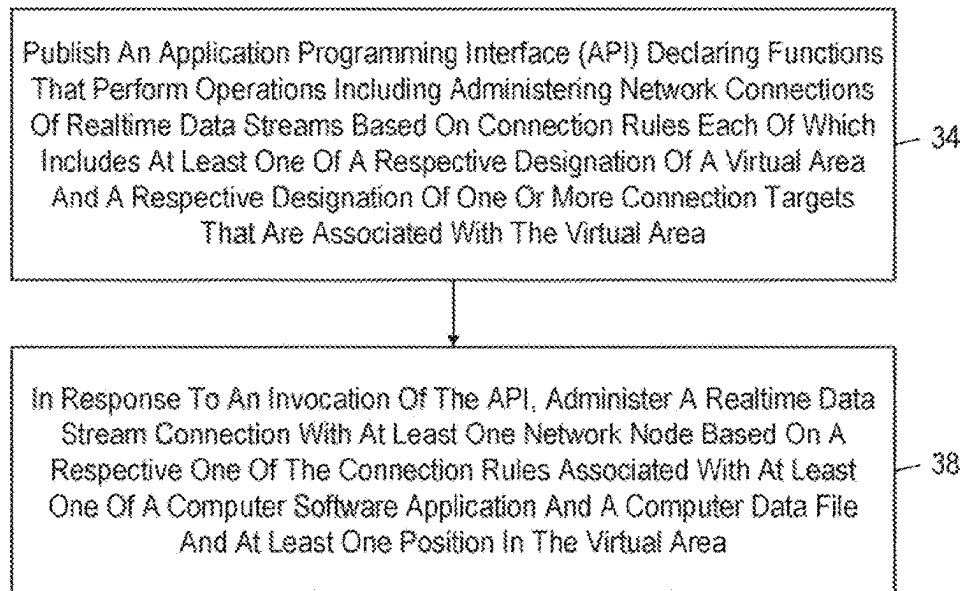 Publish An Application Programming Interface (API) Declaring Functions
That Perform Operations Including Administering Network Connections
Of Realtime Data Streams Based On Connection Rules Each Of Which
Includes At Least One Of A Respective Designation Of A Virtual Area
And A Respective Designation Of One Or More Connection Targets
That Are Associated With The Virtual Area
34
In Response To An Invocation Of The API, Administer A Realtime Data
Stream Connection With At Least One Network Node Based On A
Respective One Of The Connection Rules Associated With At Least
One Of A Computer Software Application And A Computer Data File
And At Least One Position In The Virtual Area
38